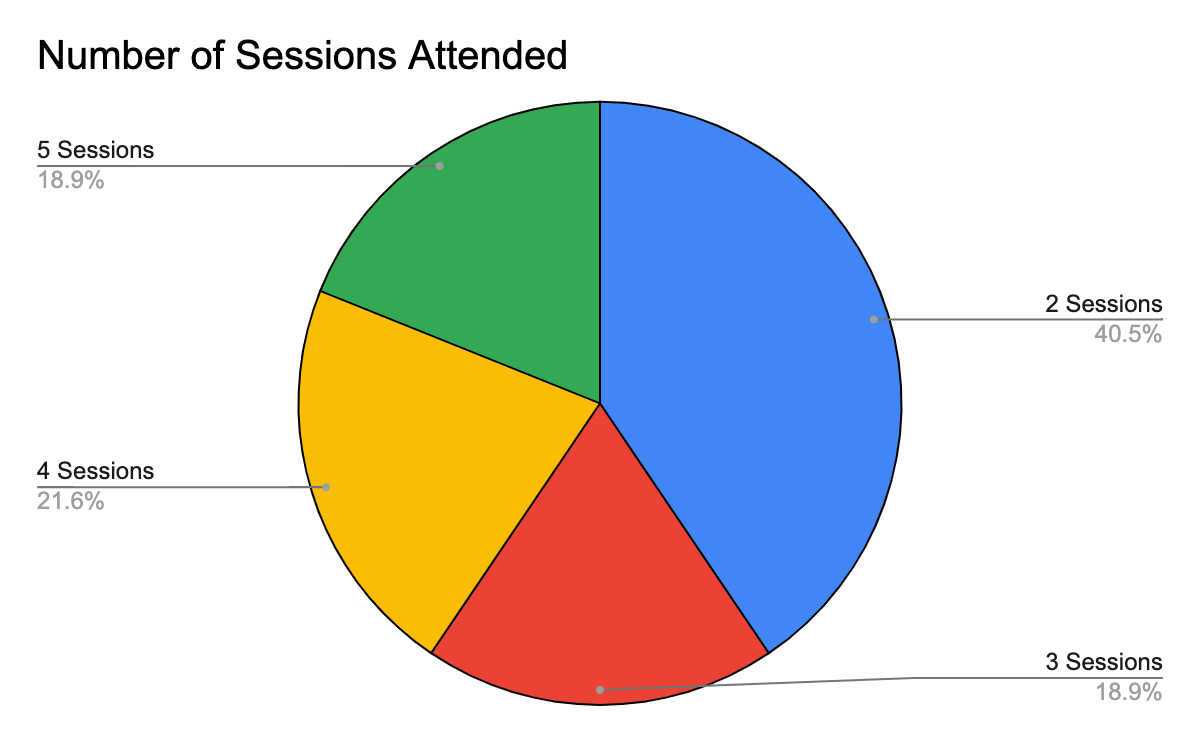 Number of Sessions Attended
5 Sessions
18.9%
2 Sessions
40.5%
4 Sessions
21.6%
3 Sessions
18.9%